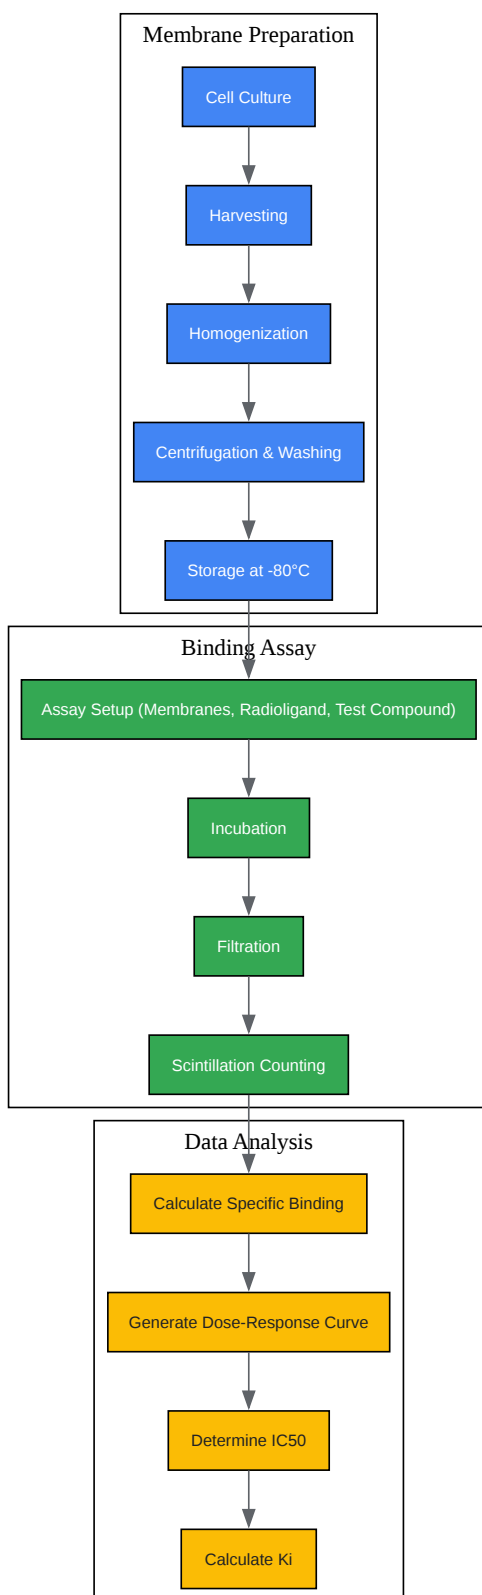 Membrane Preparation
Cell Culture
Harvesting
Homogenization
Centrifugation & Washing
Storage at -80°C
Binding Assay
Assay Setup (Membranes, Radioligand, Test Compound)
Incubation
Filtration
Scintillation Counting
Data Analysis
Calculate Specific Binding
Generate Dose-Response Curve
Determine IC50
Calculate Ki